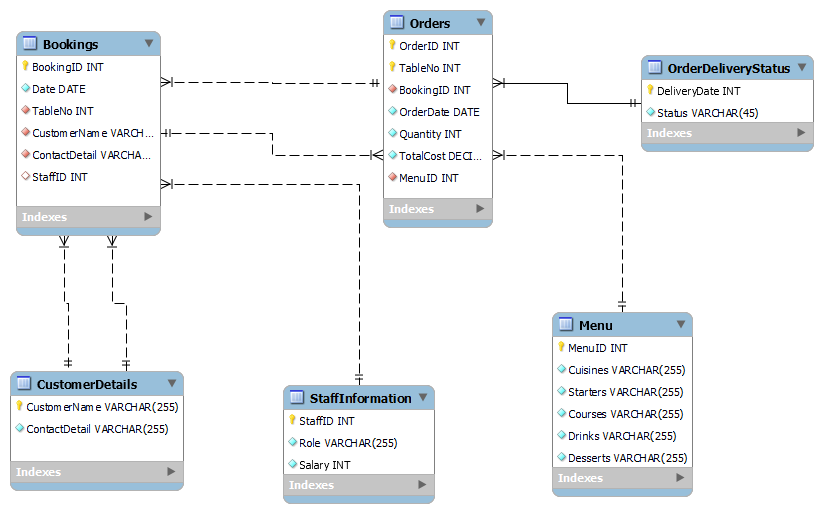 Bookings
BookingID INT
Date DATE
TableNo INT
CustomerName VARCH...
ContactDetail VARCHA...
StaffID INT
Indexes
Orders
OrderID INT
TableNo INT
BookingID INT
OrderDate DATE
Quantity INT
TotalCost DECI...
MenuID INT
Indexes
OrderDeliveryStatus
DeliveryDate INT
Status VARCHAR(45)
Indexes
CustomerDetails
CustomerName VARCHAR(255)
ContactDetail VARCHAR(255)
Indexes
StaffInformation
StaffID INT
Role VARCHAR(255)
Salary INT
Indexes
Menu
MenuID INT
Cuisines VARCHAR(255)
Starters VARCHAR(255)
Courses VARCHAR(255)
Drinks VARCHAR(255)
Desserts VARCHAR(255)
Indexes